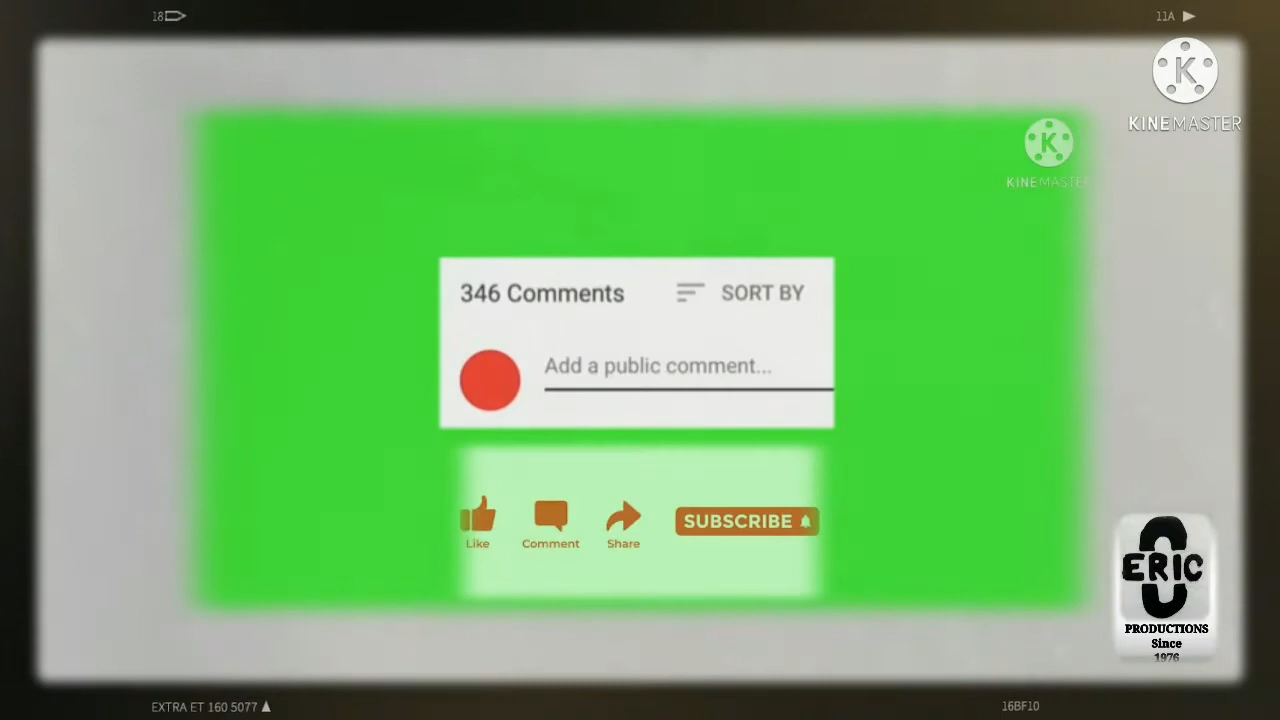 18
11A
KINEMASTER
KINEMASTER
346 Comments
SORT BY
Add a public comment...
Like
Comment
Share
SUBSCRIBE
ERIC
PRODUCTIONS
Since
1976
EXTRA ET 160 5077
16BF10